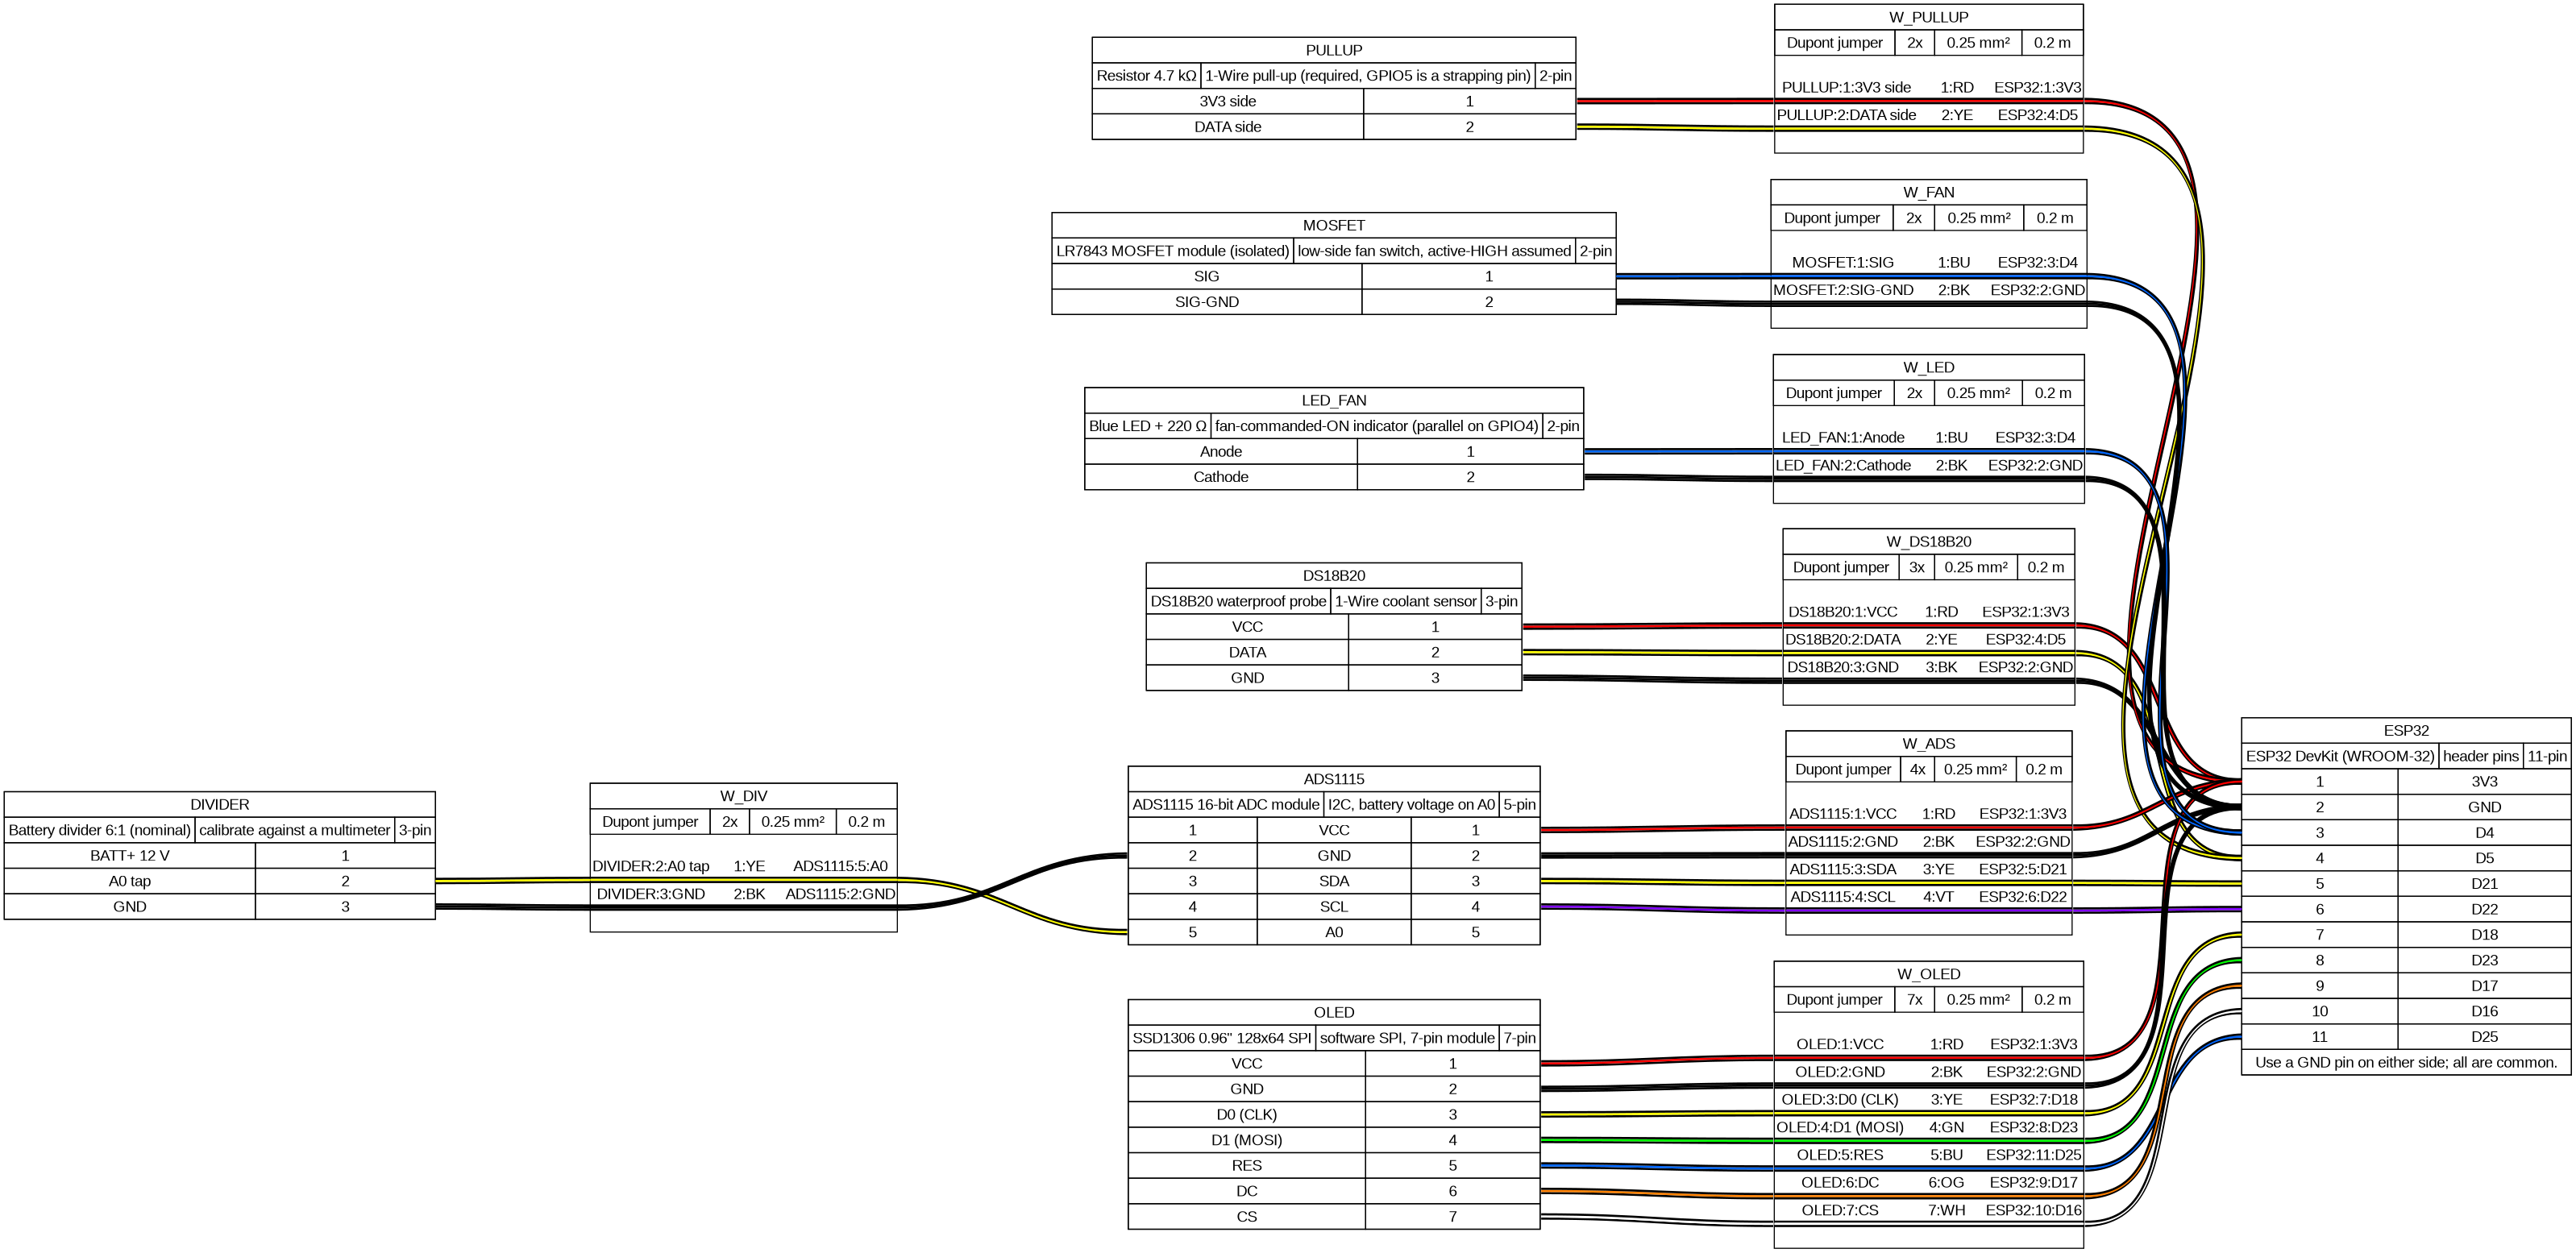 PULLUP
Resistor 4.7 kΩ 1-Wire pull-up (required, GPIO5 is a strapping pin) 2-pin
3V3 side 1
DATA side 2
W_PULLUP
Dupont jumper 2x 0.25 mm² 0.2 m
PULLUP:1:3V3 side 1:RD ESP32:1:3V3
PULLUP:2:DATA side 2:YE ESP32:4:D5
MOSFET
LR7843 MOSFET module (isolated) low-side fan switch, active-HIGH assumed 2-pin
SIG 1
SIG-GND 2
W_FAN
Dupont jumper 2x 0.25 mm² 0.2 m
MOSFET:1:SIG 1:BU ESP32:3:D4
MOSFET:2:SIG-GND 2:BK ESP32:2:GND
LED_FAN
Blue LED + 220 Ω fan-commanded-ON indicator (parallel on GPIO4) 2-pin
Anode 1
Cathode 2
W_LED
Dupont jumper 2x 0.25 mm² 0.2 m
LED_FAN:1:Anode 1:BU ESP32:3:D4
LED_FAN:2:Cathode 2:BK ESP32:2:GND
DS18B20
DS18B20 waterproof probe 1-Wire coolant sensor 3-pin
VCC 1
DATA 2
GND 3
W_DS18B20
Dupont jumper 3x 0.25 mm² 0.2 m
DS18B20:1:VCC 1:RD ESP32:1:3V3
DS18B20:2:DATA 2:YE ESP32:4:D5
DS18B20:3:GND 3:BK ESP32:2:GND
DIVIDER
Battery divider 6:1 (nominal) calibrate against a multimeter 3-pin
BATT+ 12 V 1
A0 tap 2
GND 3
W_DIV
Dupont jumper 2x 0.25 mm² 0.2 m
DIVIDER:2:A0 tap 1:YE ADS1115:5:A0
DIVIDER:3:GND 2:BK ADS1115:2:GND
ADS1115
ADS1115 16-bit ADC module I2C, battery voltage on A0 5-pin
1 VCC 1
2 GND 2
3 SDA 3
4 SCL 4
5 A0 5
W_ADS
Dupont jumper 4x 0.25 mm² 0.2 m
ADS1115:1:VCC 1:RD ESP32:1:3V3
ADS1115:2:GND 2:BK ESP32:2:GND
ADS1115:3:SDA 3:YE ESP32:5:D21
ADS1115:4:SCL 4:VT ESP32:6:D22
OLED
SSD1306 0.96" 128x64 SPI software SPI, 7-pin module 7-pin
VCC 1
GND 2
D0 (CLK) 3
D1 (MOSI) 4
RES 5
DC 6
CS 7
W_OLED
Dupont jumper 7x 0.25 mm² 0.2 m
OLED:1:VCC 1:RD ESP32:1:3V3
OLED:2:GND 2:BK ESP32:2:GND
OLED:3:D0 (CLK) 3:YE ESP32:7:D18
OLED:4:D1 (MOSI) 4:GN ESP32:8:D23
OLED:5:RES 5:BU ESP32:11:D25
OLED:6:DC 6:OG ESP32:9:D17
OLED:7:CS 7:WH ESP32:10:D16
ESP32
ESP32 DevKit (WROOM-32) header pins 11-pin
1 3V3
2 GND
3 D4
4 D5
5 D21
6 D22
7 D18
8 D23
9 D17
10 D16
11 D25
Use a GND pin on either side; all are common.